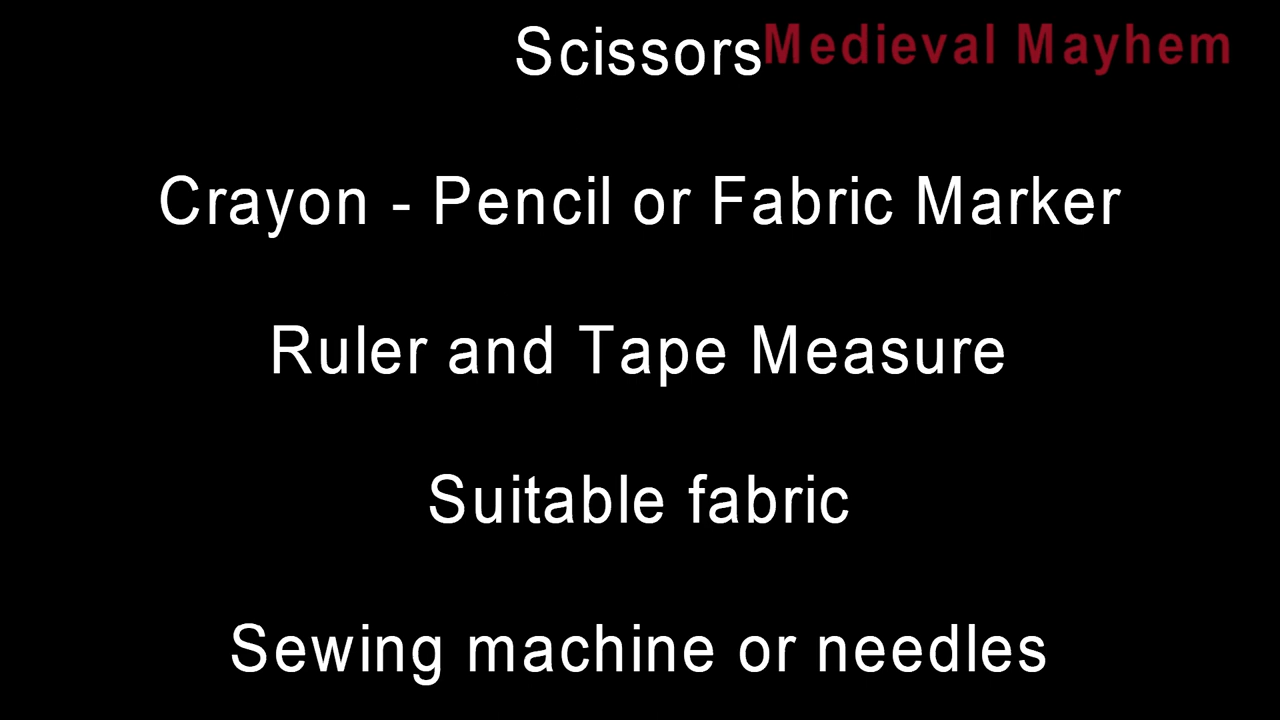 Scissors
Medieval Mayhem
Crayon - Pencil or Fabric Marker
Ruler and Tape Measure
Suitable fabric
Sewing machine or needles